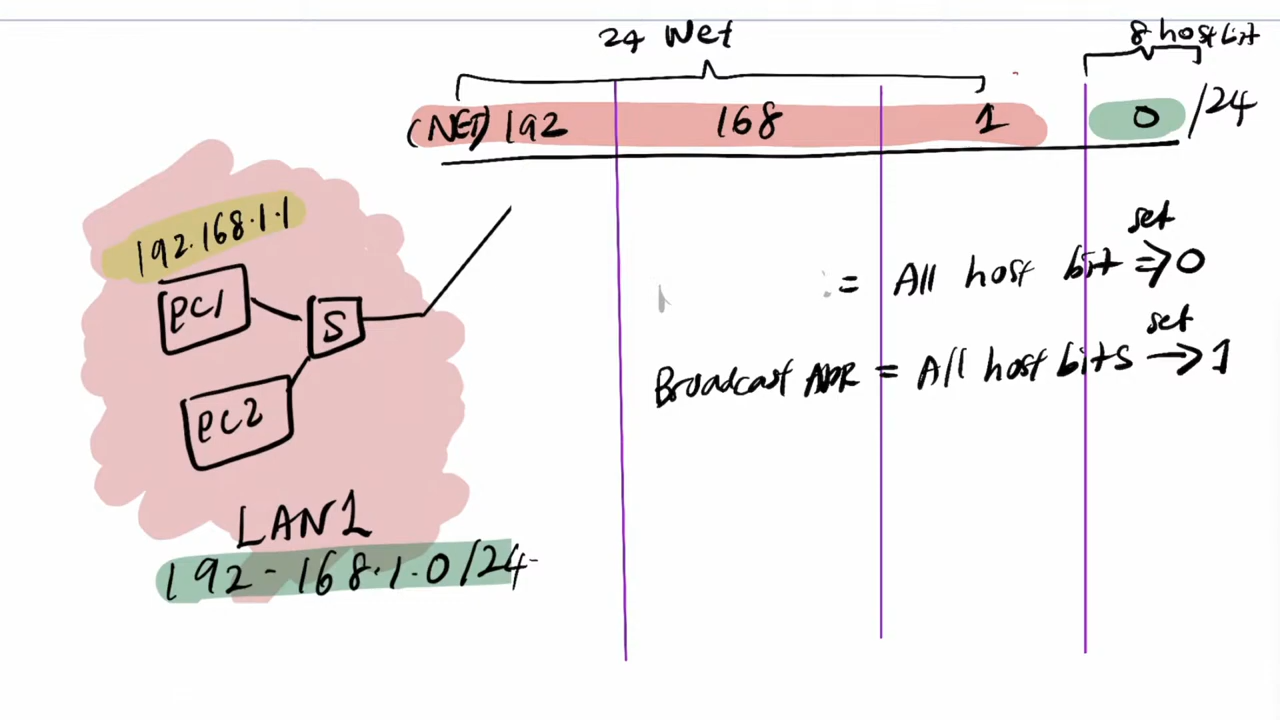 24 Net
8 host bit
(NET) 192 168 1 0 /24
192.168.1.1
set
= All host bit => 0
PC1
S
set
Broadcast ADR = All host bits → 1
PC2
LAN1
192-168.1.0/24-